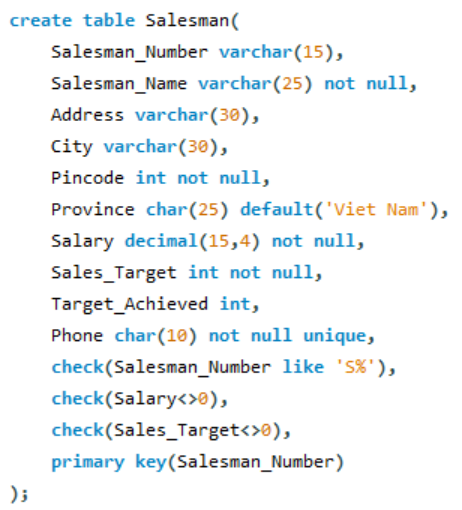 create table Salesman(
Salesman_Number varchar(15),
Salesman_Name varchar(25) not null,
Address varchar(30),
City varchar(30),
Pincode int not null,
Province char(25) default('Viet Nam'),
Salary decimal(15,4) not null,
Sales_Target int not null,
Target_Achieved int,
Phone char(10) not null unique,
check(Salesman_Number like 'S%'),
check(Salary<>0),
check(Sales_Target<>0),
primary key(Salesman_Number)
);